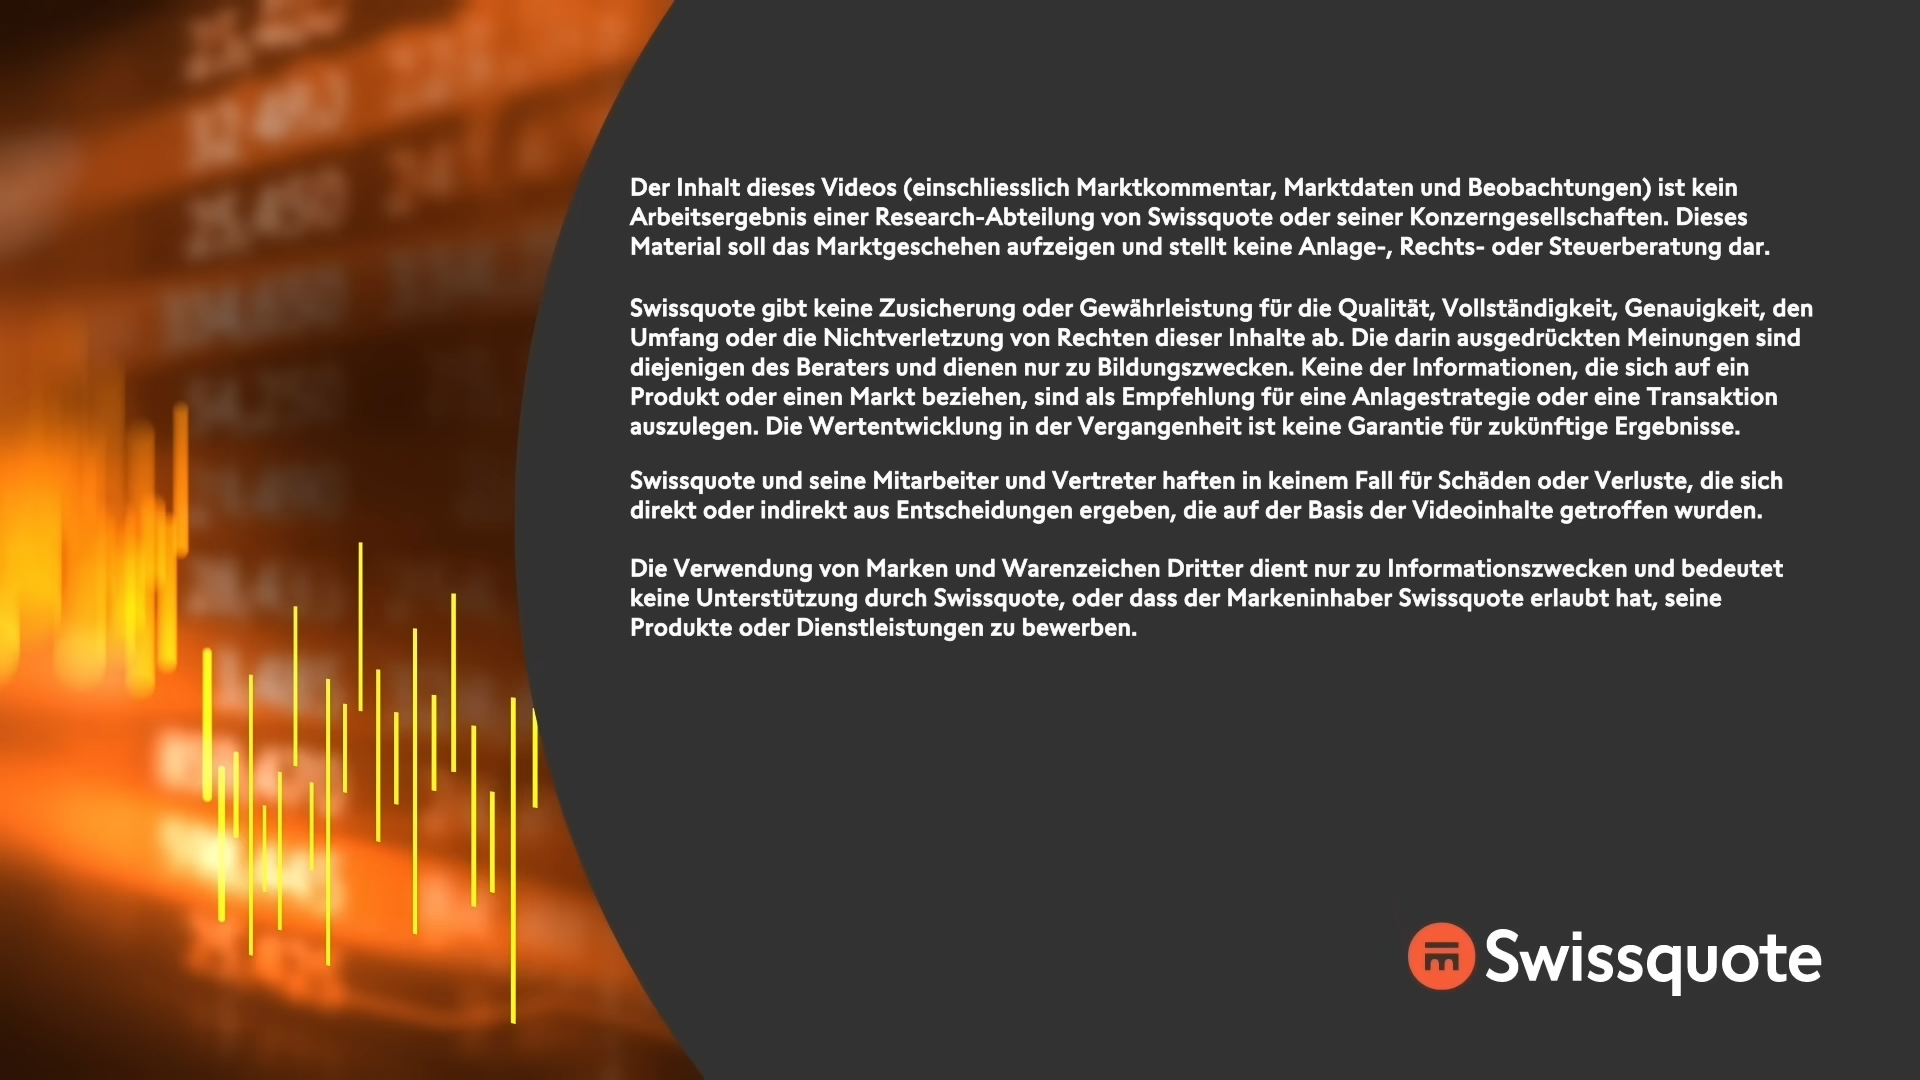 Der Inhalt dieses Videos (einschliesslich Marktkommentar, Marktdaten und Beobachtungen) ist kein
Arbeitsergebnis einer Research-Abteilung von Swissquote oder seiner Konzerngesellschaften. Dieses
Material soll das Marktgeschehen aufzeigen und stellt keine Anlage-, Rechts- oder Steuerberatung dar.
Swissquote gibt keine Zusicherung oder Gewährleistung für die Qualität, Vollständigkeit, Genauigkeit, den
Umfang oder die Nichtverletzung von Rechten dieser Inhalte ab. Die darin ausgedrückten Meinungen sind
diejenigen des Beraters und dienen nur zu Bildungszwecken. Keine der Informationen, die sich auf ein
Produkt oder einen Markt beziehen, sind als Empfehlung für eine Anlagestrategie oder eine Transaktion
auszulegen. Die Wertentwicklung in der Vergangenheit ist keine Garantie für zukünftige Ergebnisse.
Swissquote und seine Mitarbeiter und Vertreter haften in keinem Fall für Schäden oder Verluste, die sich
direkt oder indirekt aus Entscheidungen ergeben, die auf der Basis der Videoinhalte getroffen wurden.
Die Verwendung von Marken und Warenzeichen Dritter dient nur zu Informationszwecken und bedeutet
keine Unterstützung durch Swissquote, oder dass der Markeninhaber Swissquote erlaubt hat, seine
Produkte oder Dienstleistungen zu bewerben.
Swissquote